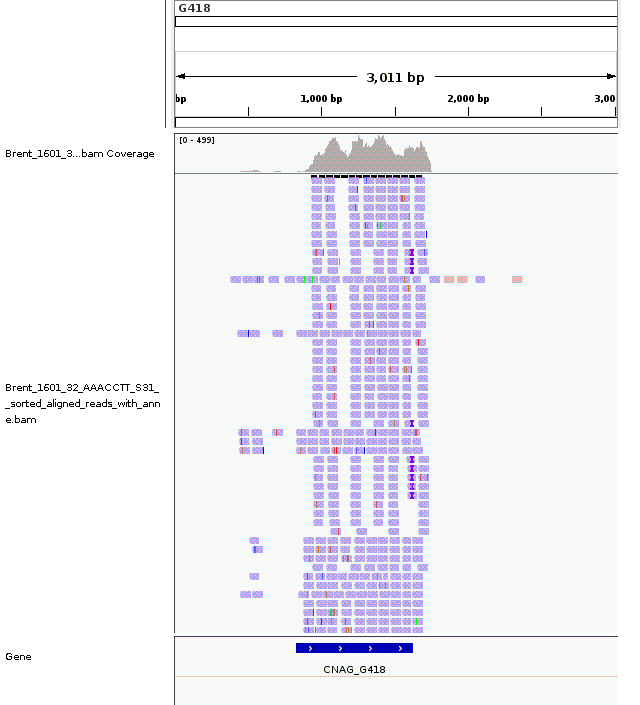 G418
3,011 bp
bp 1,000 bp 2,000 bp 3,00
[0 - 499]
Brent_1601_3...bam Coverage
Brent_1601_32_AAACCTT_S31_
_sorted_aligned_reads_with_ann
e.bam
Gene
CNAG_G418